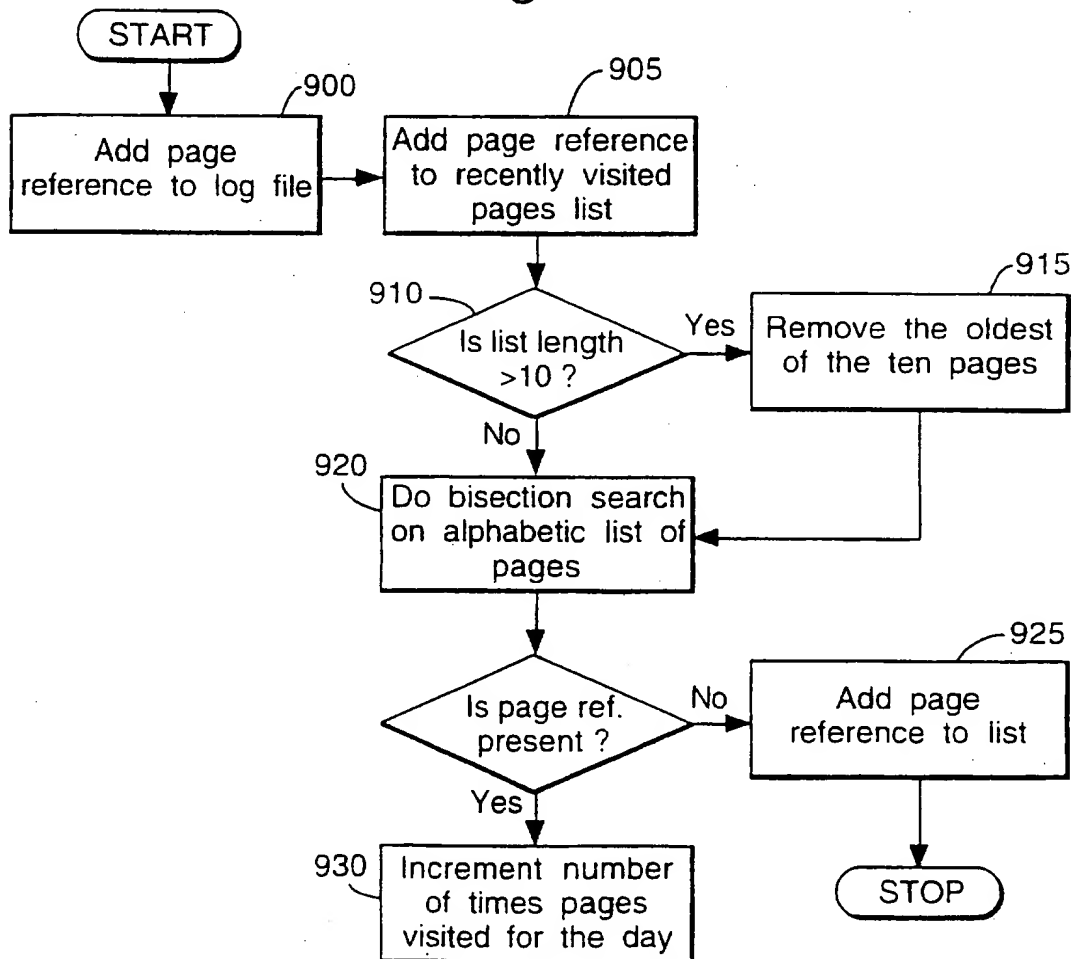 START
900
Add page
reference to log file
905
Add page reference
to recently visited
pages list
910
Is list length
>10 ?
Yes
915
Remove the oldest
of the ten pages
No
920
Do bisection search
on alphabetic list of
pages
Is page ref.
present ?
No
925
Add page
reference to list
Yes
STOP
930
Increment number
of times pages
visited for the day